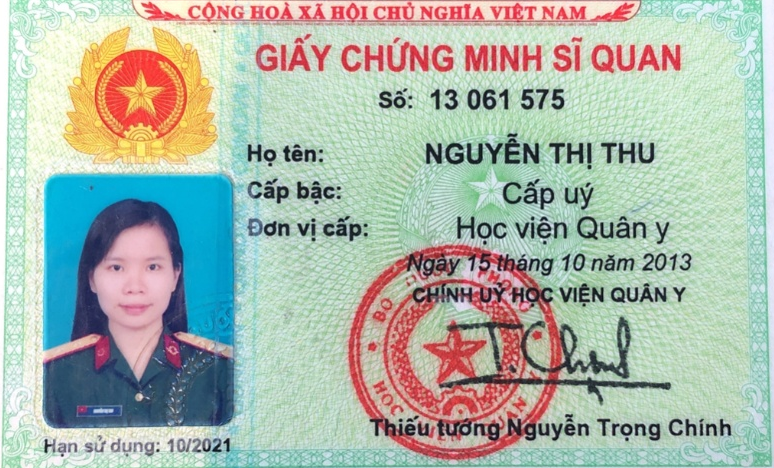 CỘNG HOÀ XÃ HỘI CHỦ NGHĨA VIỆT NAM
GIẤY CHỨNG MINH SĨ QUAN
Số: 13 061 575
Họ tên: NGUYỄN THỊ THU
Cấp bậc: Cấp uý
Đơn vị cấp: Học viện Quân y
Ngày 15 tháng 10 năm 2013
CHÍNH UỶ HỌC VIỆN QUÂN Y
Thiếu tướng Nguyễn Trọng Chính
Hạn sử dụng: 10/2021